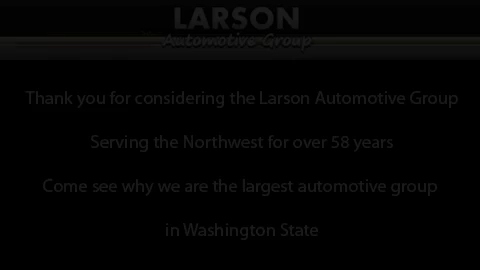 LARSON
Automotive Group
Thank you for considering the Larson Automotive Group
Serving the Northwest for over 58 years
Come see why we are the largest automotive group
in Washington State